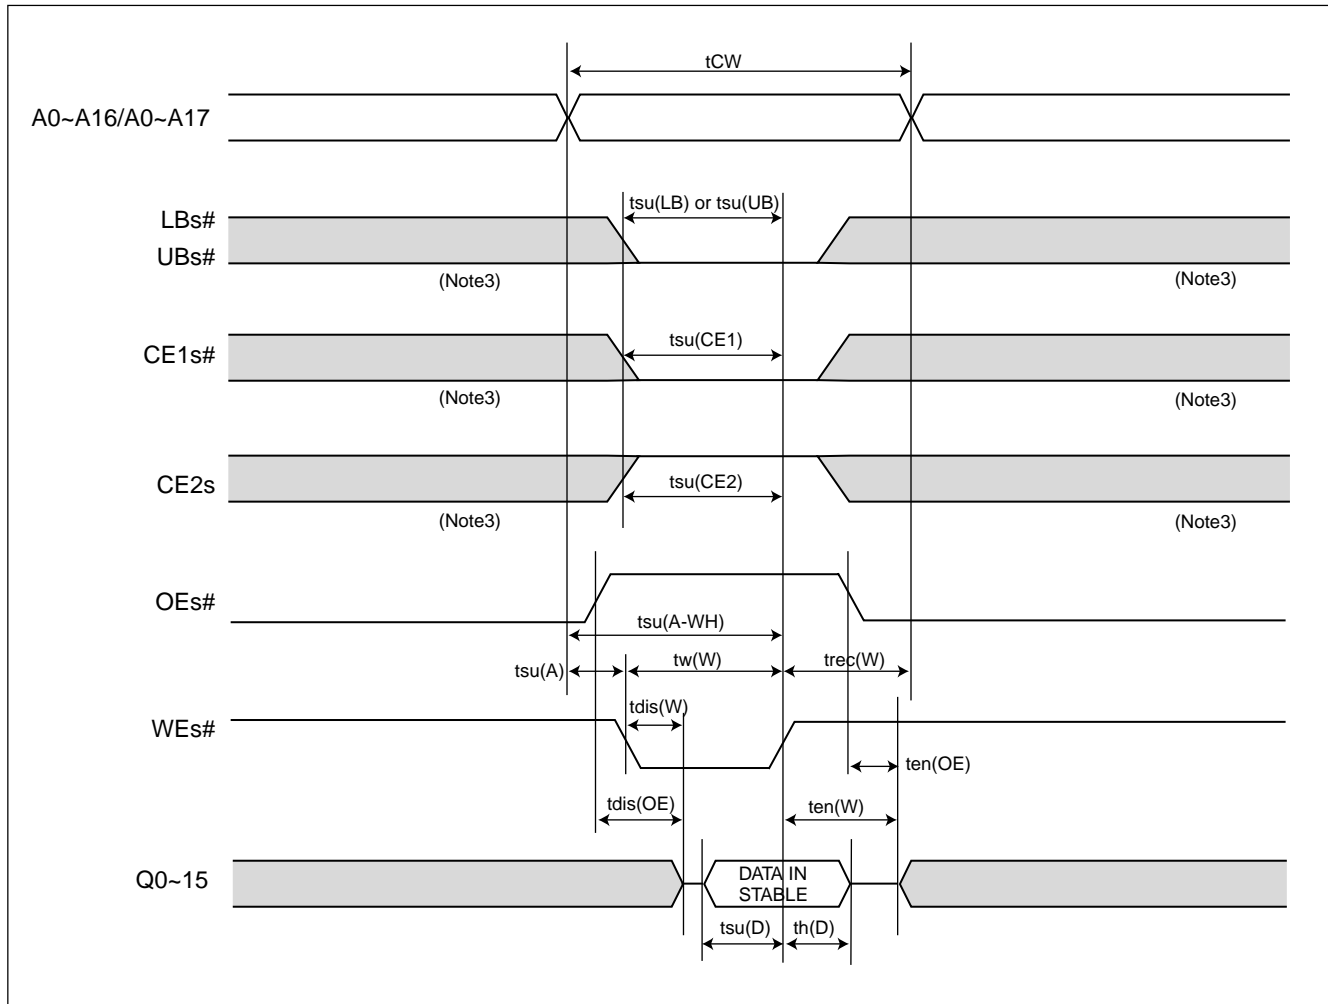 tCW
A0~A16/A0~A17
tsu(LB) or tsu(UB)
LBs#
UBs#
(Note3)
(Note3)
tsu(CE1)
CE1s#
(Note3)
(Note3)
CE2s
tsu(CE2)
(Note3)
(Note3)
OEs#
tsu(A-WH)
tsu(A)
tw(W)
trec(W)
tdis(W)
WEs#
ten(OE)
tdis(OE)
ten(W)
Q0~15
DATA IN
STABLE
tsu(D)
th(D)